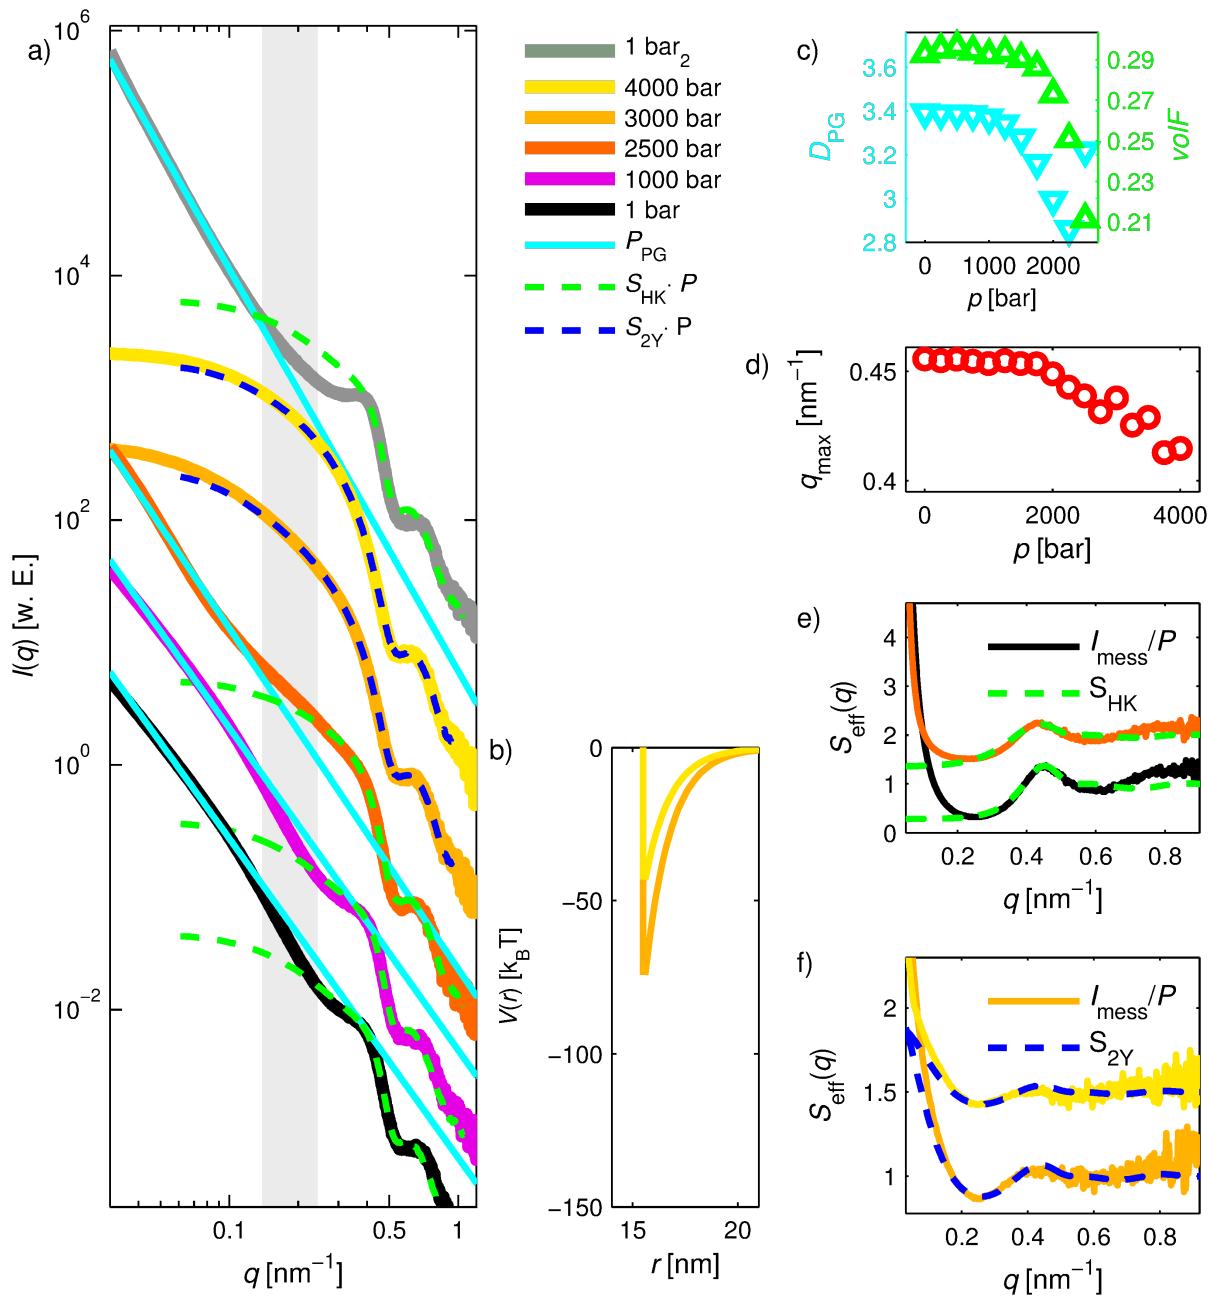 a)
10^6
10^4
10^2
10^0
10^−2
I(q) [w. E.]
0.1
0.5
1
q [nm^−1]
1 bar_2
4000 bar
3000 bar
2500 bar
1000 bar
1 bar
P_PG
S_HK · P
S_2Y · P
b)
0
−50
−100
−150
V(r) [k_BT]
15
20
r [nm]
c)
3.6
3.4
3.2
3
2.8
D_PG
0.29
0.27
0.25
0.23
0.21
volF
0
1000
2000
p [bar]
d)
0.45
0.4
q_max [nm^−1]
0
2000
4000
p [bar]
e)
4
3
2
1
0
S_eff(q)
I_mess/P
S_HK
0.2
0.4
0.6
0.8
q [nm^−1]
f)
2
1.5
1
S_eff(q)
I_mess/P
S_2Y
0.2
0.4
0.6
0.8
q [nm^−1]